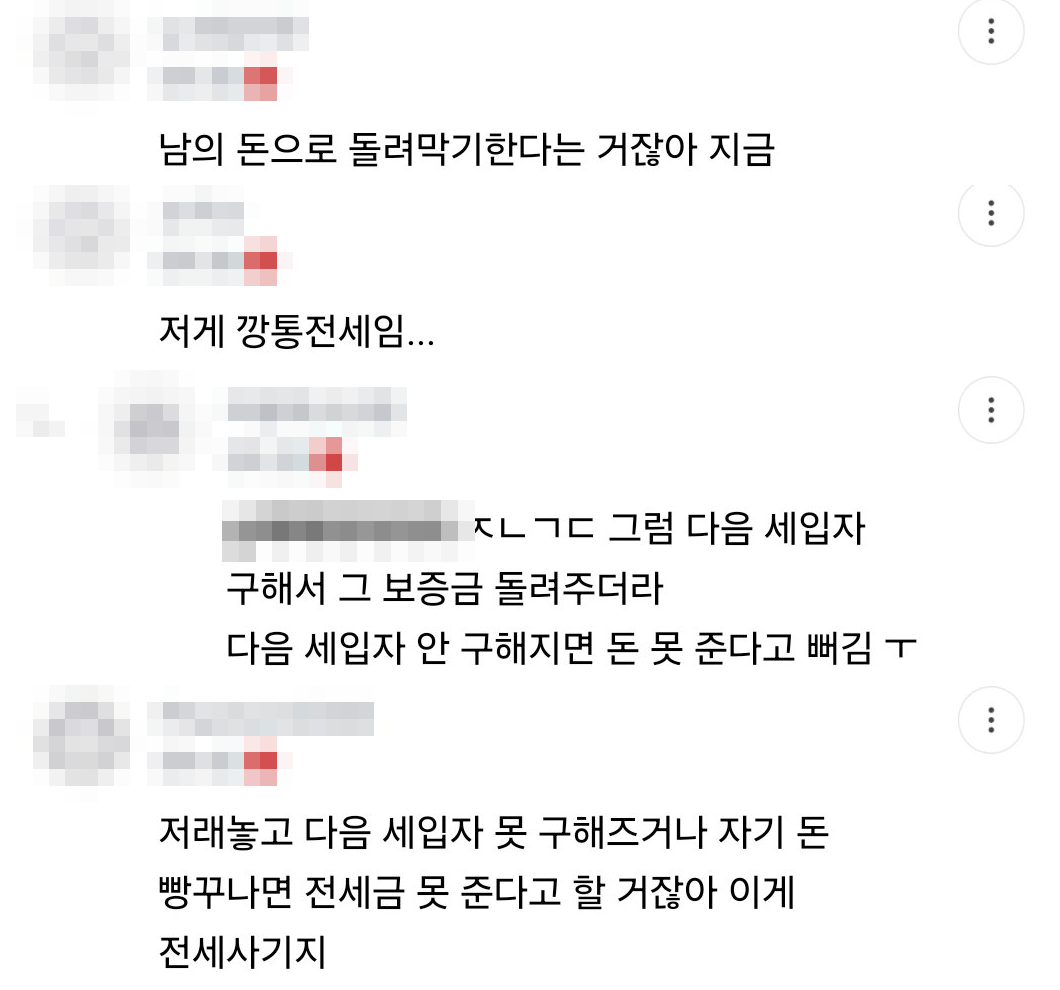 남의 돈으로 돌려막기한다는 거잖아 지금
저게 깡통전세임...
ㅈㄴㄱㄷ 그럼 다음 세입자
구해서 그 보증금 돌려주더라
다음 세입자 안 구해지면 돈 못 준다고 뻐김 ㅜ
저래놓고 다음 세입자 못 구해즈거나 자기 돈
빵꾸나면 전세금 못 준다고 할 거잖아 이게
전세사기지